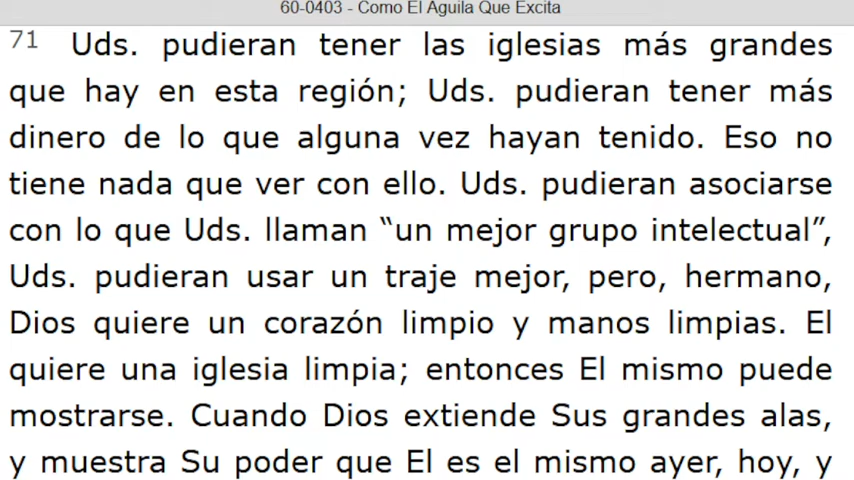 60-0403 - Como El Aguila Que Excita
71 Uds. pudieran tener las iglesias más grandes
que hay en esta región; Uds. pudieran tener más
dinero de lo que alguna vez hayan tenido. Eso no
tiene nada que ver con ello. Uds. pudieran asociarse
con lo que Uds. llaman “un mejor grupo intelectual”,
Uds. pudieran usar un traje mejor, pero, hermano,
Dios quiere un corazón limpio y manos limpias. El
quiere una iglesia limpia; entonces El mismo puede
mostrarse. Cuando Dios extiende Sus grandes alas,
y muestra Su poder que El es el mismo ayer, hoy, y